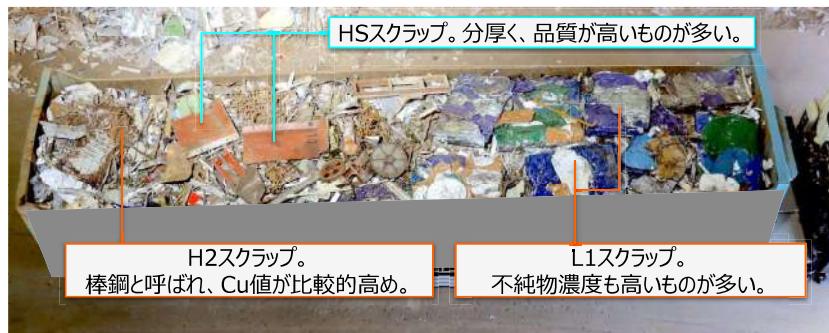 HSスクラップ。分厚く、品質が高いものが多い。
H2スクラップ。
棒鋼と呼ばれ、Cu値が比較的高め。
L1スクラップ。
不純物濃度も高いものが多い。